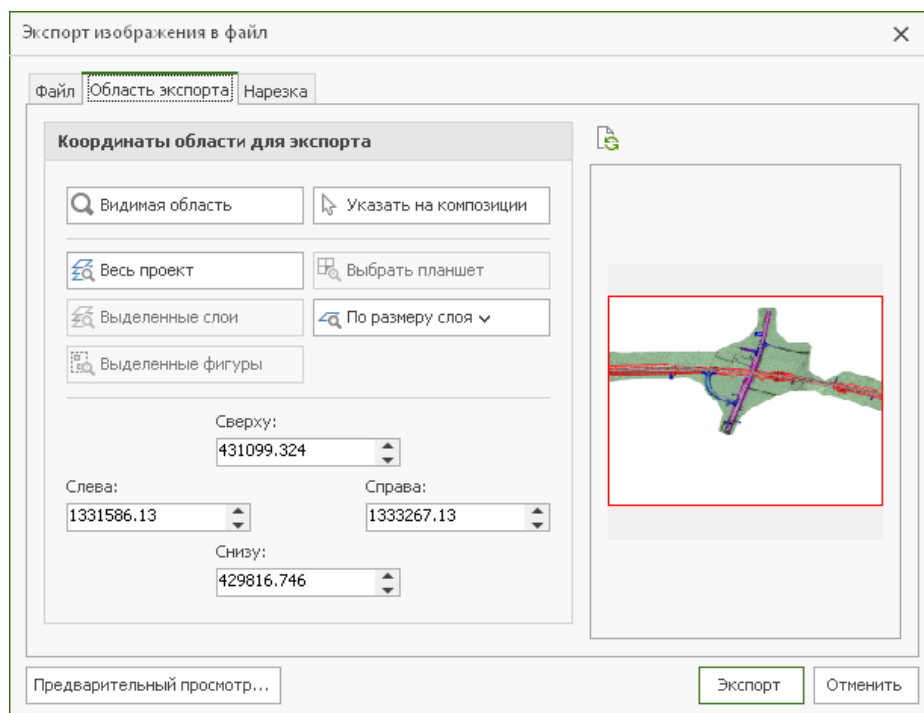 Экспорт изображения в файл
Файл Область экспорта Нарезка
Координаты области для экспорта
Видимая область Указать на композиции
Весь проект Выбрать планшет
Выделенные слои По размеру слоя
Выделенные фигуры
Сверху:
431099.324
Слева: Справа:
1331586.13 1333267.13
Снизу:
429816.746
Предварительный просмотр... Экспорт Отменить